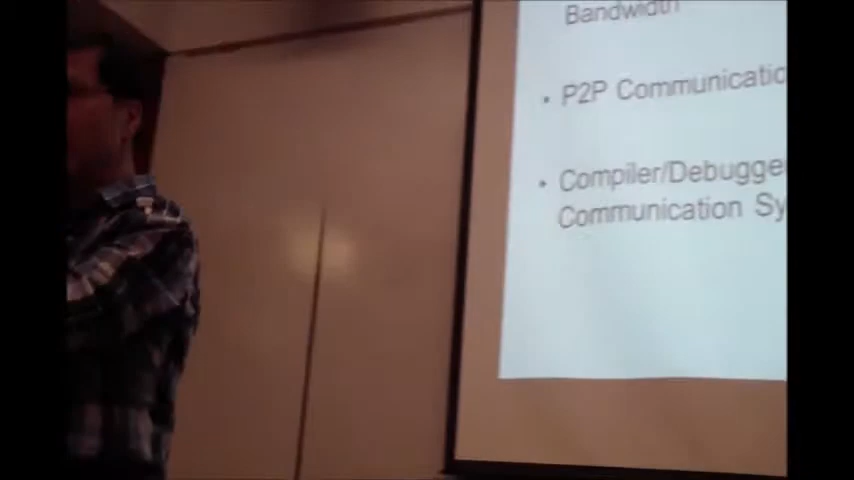 Bandwidth
• P2P Communicatio
• Compiler/Debugge
Communication Sy